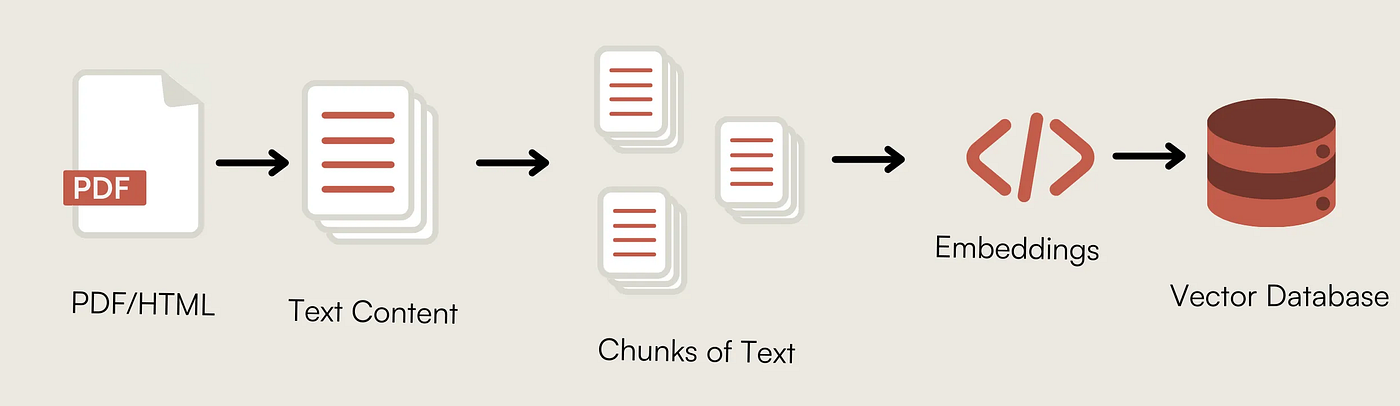 PDF
PDF/HTML
Text Content
Chunks of Text
Embeddings
Vector Database